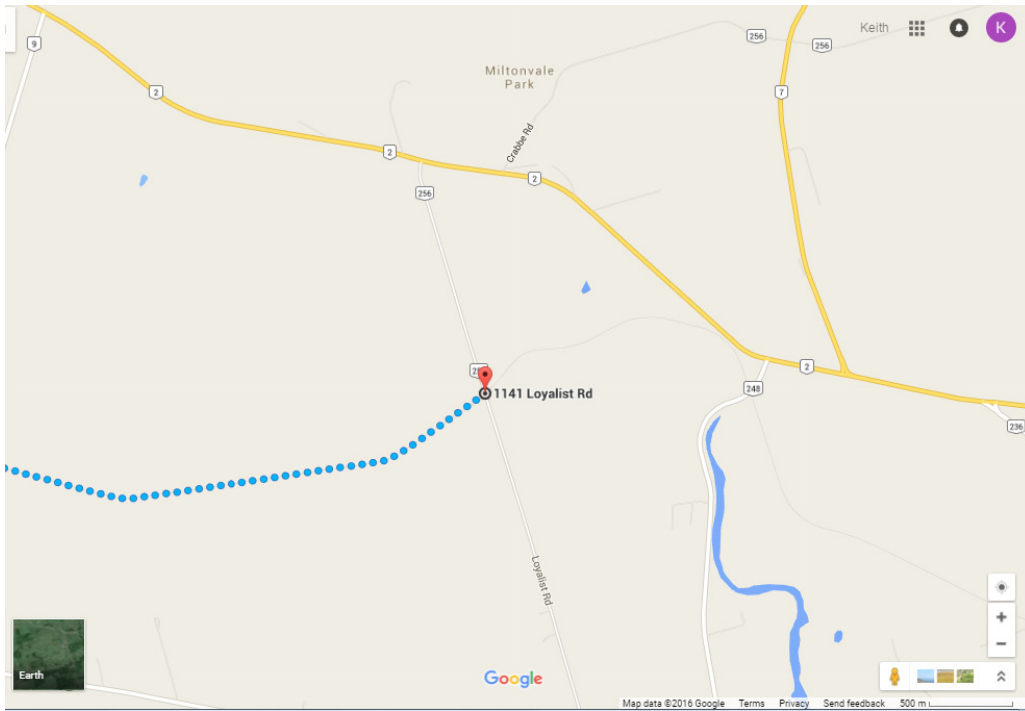 Keith
K
256
256
9
7
2
Miltonvale
Park
Crabbe Rd
2
2
256
1141 Loyalist Rd
2
248
236
Loyalist Rd
Earth
Google
Map data ©2016 Google Terms Privacy Send feedback 500 m